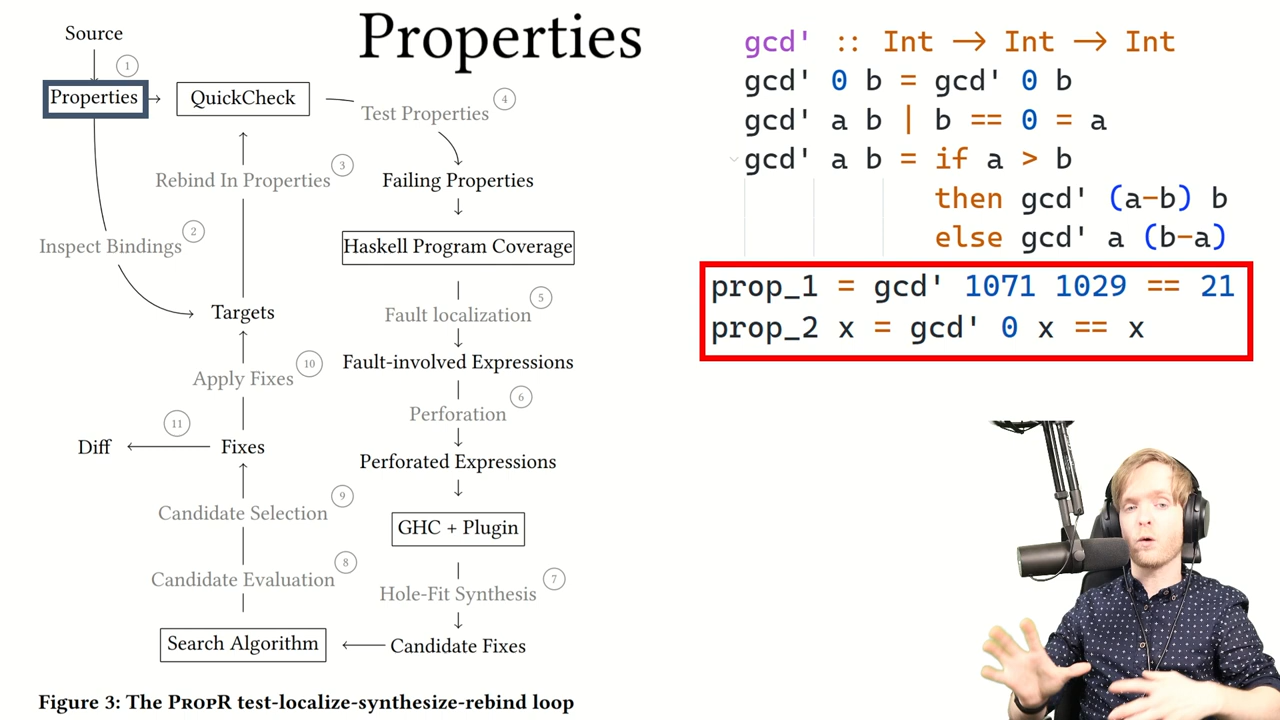 Properties
Source
1
Properties
QuickCheck
Test Properties
4
Rebind In Properties
3
Failing Properties
Inspect Bindings
2
Haskell Program Coverage
Targets
Fault localization
5
Apply Fixes
10
Fault-involved Expressions
Perforation
6
11
Diff
Fixes
Perforated Expressions
Candidate Selection
9
GHC + Plugin
Candidate Evaluation
8
Hole-Fit Synthesis
7
Search Algorithm
Candidate Fixes
Figure 3: The PROPR test-localize-synthesize-rebind loop
gcd' :: Int → Int → Int
gcd' 0 b = gcd' 0 b
gcd' a b | b == 0 = a
gcd' a b = if a > b
then gcd' (a-b) b
else gcd' a (b-a)
prop_1 = gcd' 1071 1029 == 21
prop_2 x = gcd' 0 x == x